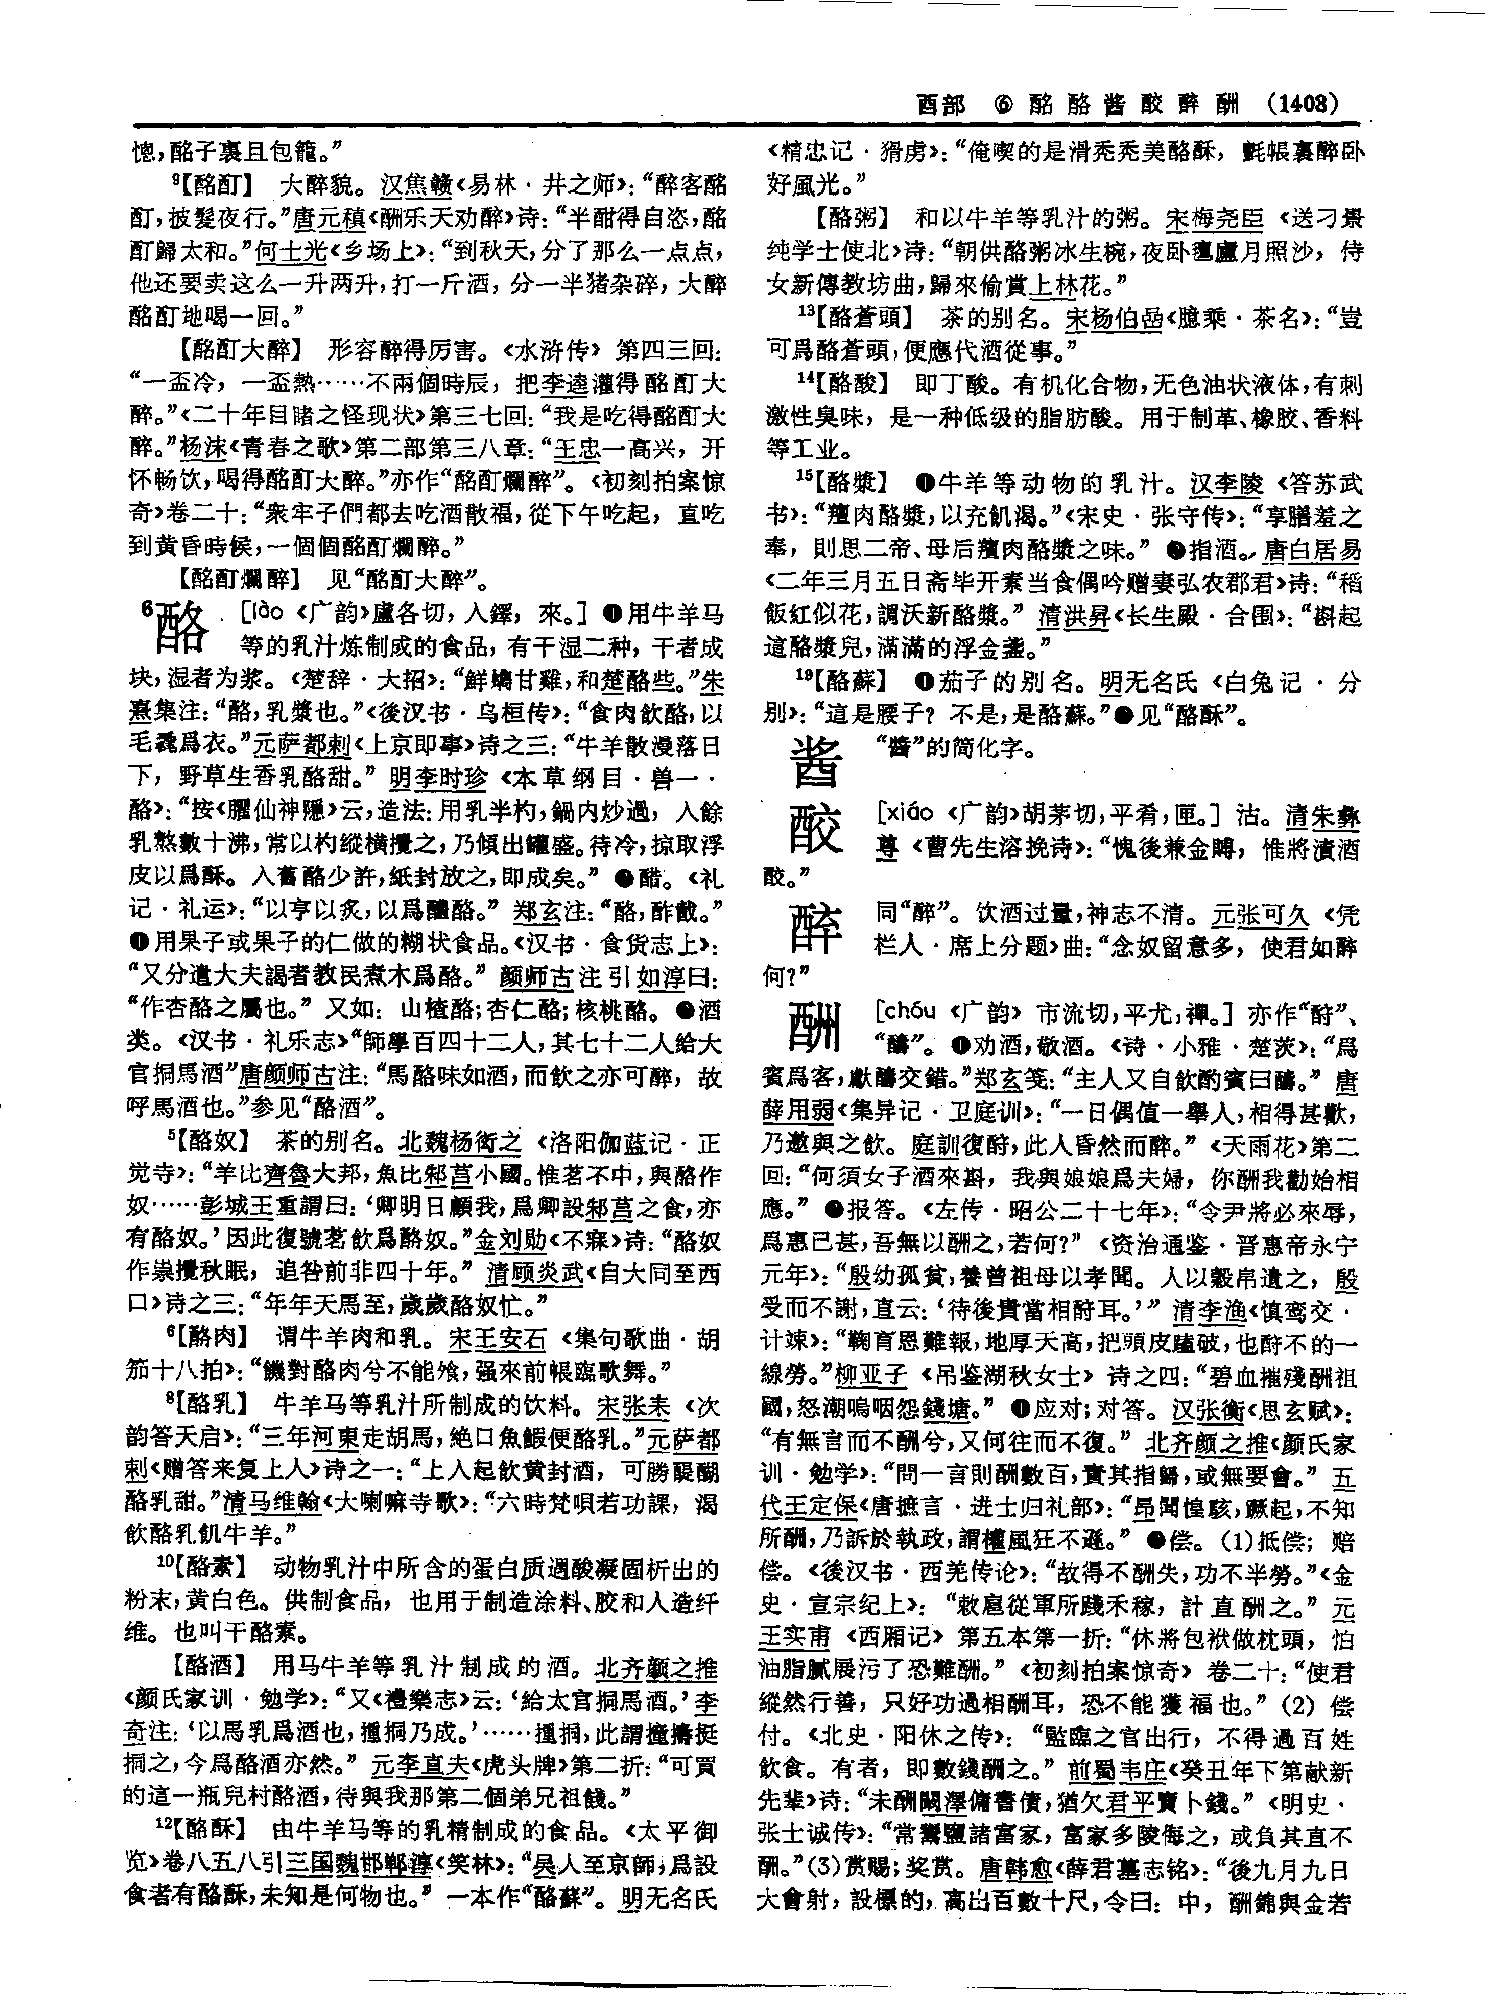 酉部 ⑥ 酩酪酱酵醉酬 (1403)
愡，酩子裏且包籠。”
⁹【酩酊】 大醉貌。汉焦赣《易林·井之师》：“醉客酩
酊，披髮夜行。”唐元稹《酬乐天劝醉》诗：“半酣得自恣，酩
酊歸太和。”何士光《乡场上》：“到秋天，分了那么一点点，
他还要卖这么一升两升，打一斤酒，分一半猪杂碎，大醉
酩酊地喝一回。”
【酩酊大醉】 形容醉得厉害。《水浒传》第四三回：
“一盃冷，一盃熱……不兩個時辰，把李逵灌得酩酊大
醉。”《二十年目睹之怪现状》第三七回：“我是吃得酩酊大
醉。”杨沫《青春之歌》第二部第三八章：“王忠一高兴，开
怀畅饮，喝得酩酊大醉。”亦作“酩酊爛醉”。《初刻拍案惊
奇》卷二十：“衆牢子們都去吃酒散福，從下午吃起，直吃
到黄昏時候，一個個酩酊爛醉。”
【酩酊爛醉】 见“酩酊大醉”。
⁶酪 [lào 《广韵》盧各切，入鐸，來。] ❶用牛羊马
等的乳汁炼制成的食品，有干湿二种，干者成
块，湿者为浆。《楚辞·大招》：“鮮蠵甘雞，和楚酪些。”朱
熹集注：“酪，乳漿也。”《後汉书·乌桓传》：“食肉飲酪，以
毛毳爲衣。”元萨都剌《上京即事》诗之三：“牛羊散漫落日
下，野草生香乳酪甜。”明李时珍《本草纲目·兽一·
酪》：“按《臞仙神隱》云，造法：用乳半杓，鍋内炒過，入餘
乳熬數十沸，常以杓縱横攪之，乃傾出罐盛。待冷，掠取浮
皮以爲酥。入舊酪少許，紙封放之，即成矣。”❷醋。《礼
记·礼运》：“以亨以炙，以爲醴酪。”郑玄注：“酪，酢胾。”
❸用果子或果子的仁做的糊状食品。《汉书·食货志上》：
“又分遣大夫謁者教民煮木爲酪。”颜师古注引如淳曰：
“作杏酪之屬也。”又如：山楂酪；杏仁酪；核桃酪。❹酒
类。《汉书·礼乐志》“師學百四十二人，其七十二人給大
官挏馬酒”唐颜师古注：“馬酪味如酒，而飲之亦可醉，故
呼馬酒也。”参见“酪酒”。
⁵【酪奴】 茶的别名。北魏杨衒之《洛阳伽蓝记·正
觉寺》：“羊比齊魯大邦，魚比邾莒小國。惟茗不中，與酪作
奴……彭城王重謂曰：‘卿明日顧我，爲卿設邾莒之食，亦
有酪奴。’因此復號茗飲爲酪奴。”金刘勋《不寐》诗：“酪奴
作祟攪秋眠，追咎前非四十年。”清顾炎武《自大同至西
口》诗之三：“年年天馬至，歲歲酪奴忙。”
⁶【酪肉】 谓牛羊肉和乳。宋王安石《集句歌曲·胡
笳十八拍》：“饑對酪肉兮不能飧，强來前帳臨歌舞。”
⁸【酪乳】 牛羊马等乳汁所制成的饮料。宋张耒《次
韵答天启》：“三年河東走胡馬，絶口魚鰕便酪乳。”元萨都
剌《赠答来复上人》诗之一：“上人起飲黄封酒，可勝醍醐
酪乳甜。”清马维翰《大喇嘛寺歌》：“六時梵唄若功課，渴
飲酪乳飢牛羊。”
¹⁰【酪素】 动物乳汁中所含的蛋白质遇酸凝固析出的
粉末，黄白色。供制食品，也用于制造涂料、胶和人造纤
维。也叫干酪素。
【酪酒】 用马牛羊等乳汁制成的酒。北齐颜之推
《颜氏家训·勉学》：“又《禮樂志》云：‘給太官挏馬酒。’李
奇注：‘以馬乳爲酒也，揰挏乃成。’……揰挏，此謂撞擣挺
挏之，今爲酪酒亦然。”元李直夫《虎头牌》第二折：“可買
的這一瓶兒村酪酒，待與我那第二個弟兄祖餞。”
¹²【酪酥】 由牛羊马等的乳精制成的食品。《太平御
览》卷八五八引三国魏邯郸淳《笑林》：“吴人至京師，爲設
食者有酪酥，未知是何物也。”一本作“酪蘇”。明无名氏
《精忠记·猾虏》：“俺喫的是滑秃秃美酪酥，氈帳裏醉卧
好風光。”
【酪粥】 和以牛羊等乳汁的粥。宋梅尧臣《送刁景
纯学士使北》诗：“朝供酪粥冰生椀，夜卧氊廬月照沙，侍
女新傳教坊曲，歸來偷賞上林花。”
¹³【酪蒼頭】 茶的别名。宋杨伯嵒《臆乘·茶名》：“豈
可爲酪蒼頭，便應代酒從事。”
¹⁴【酪酸】 即丁酸。有机化合物，无色油状液体，有刺
激性臭味，是一种低级的脂肪酸。用于制革、橡胶、香料
等工业。
¹⁵【酪漿】 ❶牛羊等动物的乳汁。汉李陵《答苏武
书》：“羶肉酪漿，以充飢渴。”《宋史·张守传》：“享膳羞之
奉，則思二帝、母后羶肉酪漿之味。”❷指酒。唐白居易
《二年三月五日斋毕开素当食偶吟赠妻弘农郡君》诗：“稻
飯紅似花，調沃新酪漿。”清洪昇《长生殿·合围》：“斟起
這酪漿兒，滿滿的浮金盞。”
¹⁹【酪蘇】 ❶茄子的别名。明无名氏《白兔记·分
别》：“這是腰子？不是，是酪蘇。”❷见“酪酥”。
酱 “醬”的简化字。
䣧 [xiáo 《广韵》胡茅切，平肴，匣。] 沽。清朱彝
尊《曹先生溶挽诗》：“愧後兼金賵，惟將漬酒
䣧。”
酔 同“醉”。饮酒过量，神志不清。元张可久《凭
栏人·席上分题》曲：“念奴留意多，使君如酔
何？”
酬 [chóu 《广韵》市流切，平尤，禪。] 亦作“酧”、
“醻”。❶劝酒，敬酒。《诗·小雅·楚茨》：“爲
賓爲客，獻醻交錯。”郑玄笺：“主人又自飲酌賓曰醻。”唐
薛用弱《集异记·卫庭训》：“一日偶值一舉人，相得甚歡，
乃邀與之飲。庭訓復酧，此人昏然而醉。”《天雨花》第二
回：“何須女子酒來斟，我與娘娘爲夫婦，你酬我勸始相
應。”❷报答。《左传·昭公二十七年》：“令尹將必來辱，
爲惠已甚，吾無以酬之，若何？”《资治通鉴·晋惠帝永宁
元年》：“殷幼孤貧，養曾祖母以孝聞。人以穀帛遺之，殷
受而不謝，直云：‘待後貴當相酧耳。’”清李渔《慎鸾交·
计竦》：“鞠育恩難報，地厚天高，把頭皮磕破，也酧不的一
線勞。”柳亚子《吊鉴湖秋女士》诗之四：“碧血摧殘酬祖
國，怒潮嗚咽怨錢塘。”❸应对；对答。汉张衡《思玄赋》：
“有無言而不酬兮，又何往而不復。”北齐颜之推《颜氏家
训·勉学》：“問一言則酬數百，責其指歸，或無要會。”五
代王定保《唐摭言·进士归礼部》：“昂聞惶駭，蹶起，不知
所酬，乃訴於執政，謂權風狂不遜。”❹偿。(1)抵偿；赔
偿。《後汉书·西羌传论》：“故得不酬失，功不半勞。”《金
史·宣宗纪上》：“敕扈從軍所踐禾稼，計直酬之。”元
王实甫《西厢记》第五本第一折：“休將包袱做枕頭，怕
油脂膩展污了恐難酬。”《初刻拍案惊奇》卷二十：“使君
縱然行善，只好功過相酬耳，恐不能獲福也。”(2)偿
付。《北史·阳休之传》：“監臨之官出行，不得過百姓
飲食。有者，即數錢酬之。”前蜀韦庄《癸丑年下第献新
先辈》诗：“未酬闞澤傭書債，猶欠君平賣卜錢。”《明史·
张士诚传》：“常鬻鹽諸富家，富家多陵侮之，或負其直不
酬。”(3)赏赐；奖赏。唐韩愈《薛君墓志铭》：“後九月九日
大會射，設標的，高出百數十尺，令曰：中，酬錦與金若